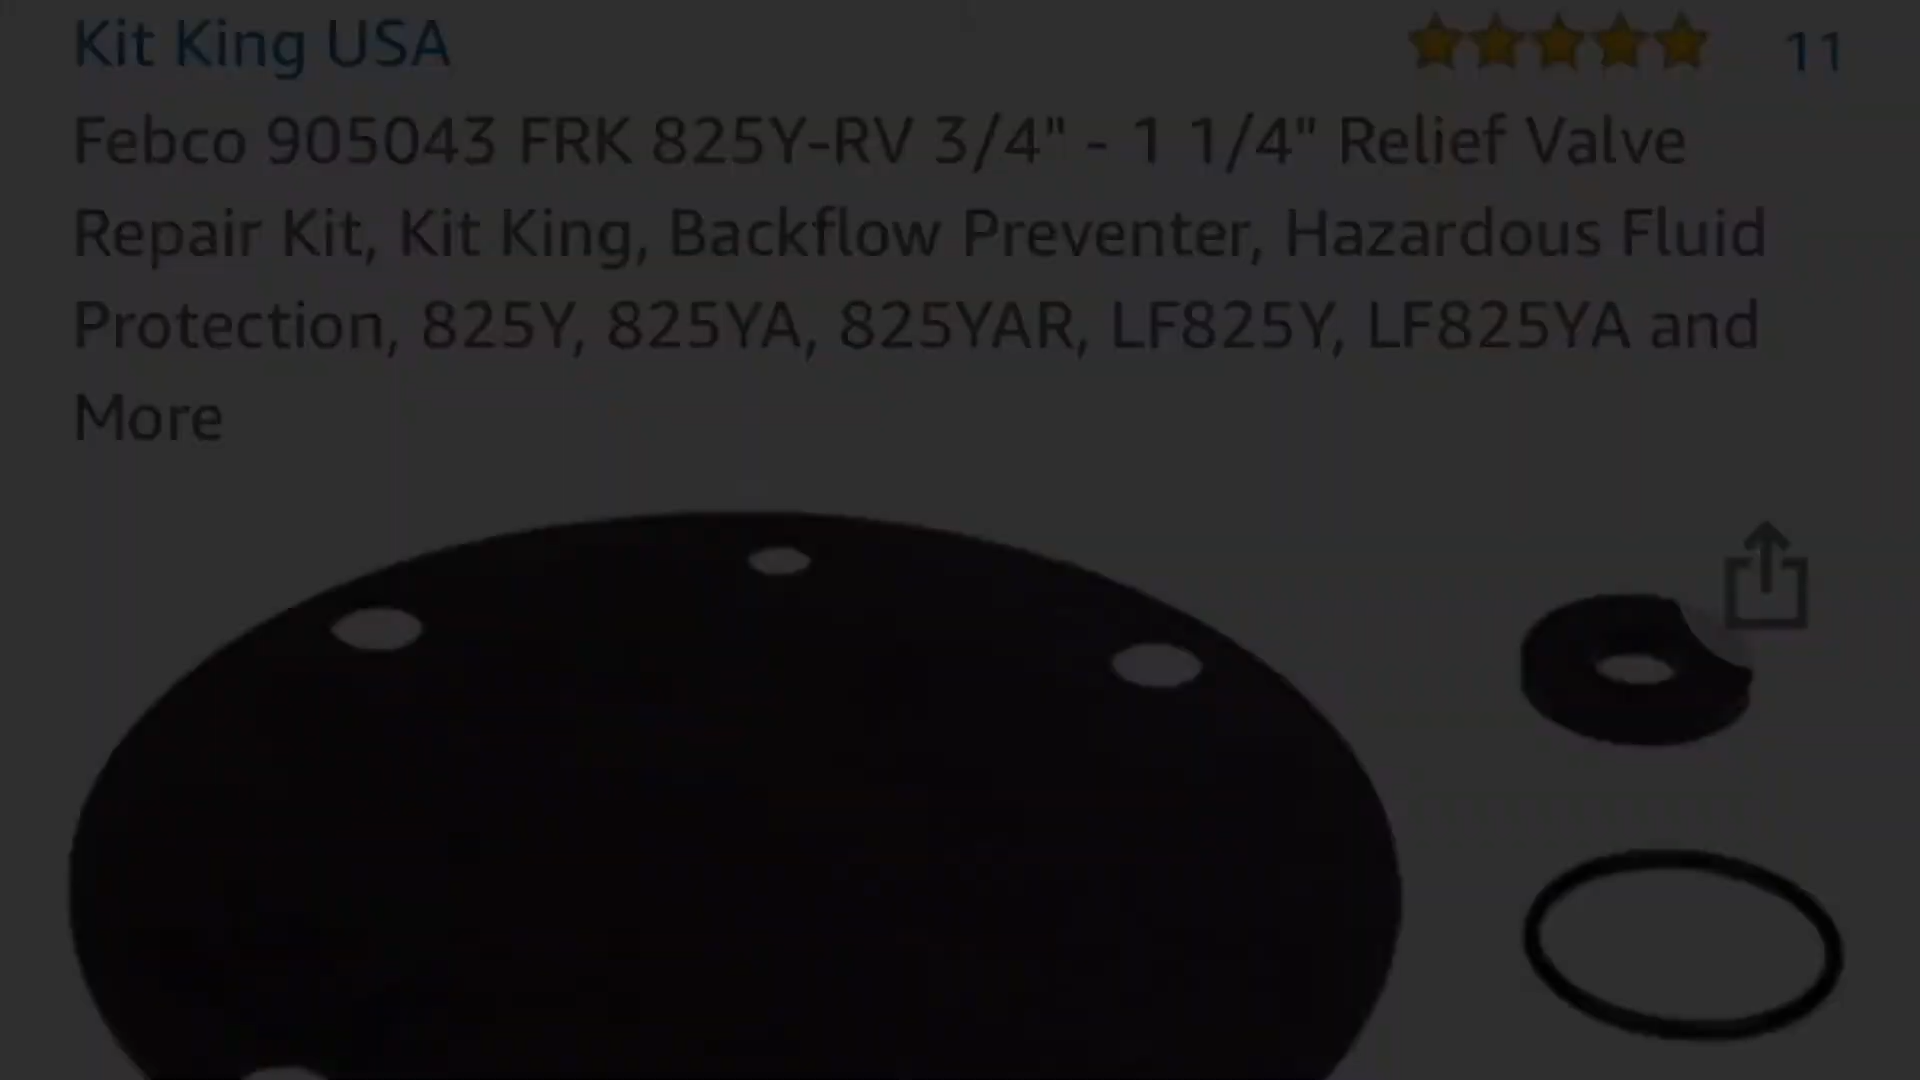 Kit King USA 11
Febco 905043 FRK 825Y-RV 3/4" - 1 1/4" Relief Valve
Repair Kit, Kit King, Backflow Preventer, Hazardous Fluid
Protection, 825Y, 825YA, 825YAR, LF825Y, LF825YA and
More